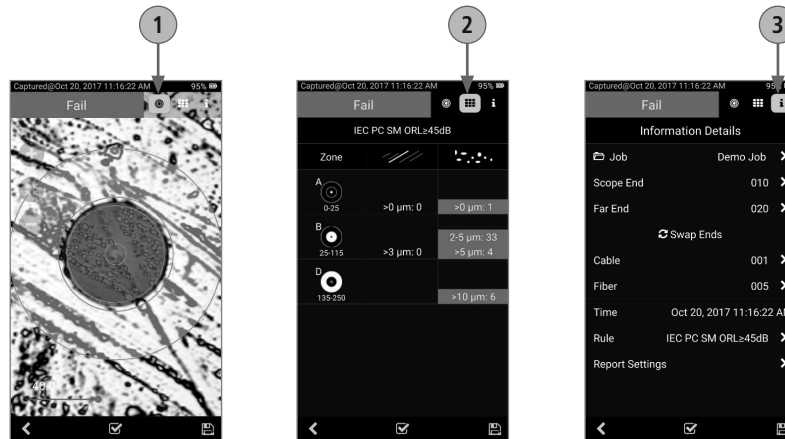 1
2
3
Captured@Oct 20, 2017 11:16:22 AM 95%
Fail
Captured@Oct 20, 2017 11:16:22 AM 95%
Fail i
IEC PC SM ORL≥45dB
Zone
A
0-25 >0 µm: 0 >0 µm: 1
B
2-5 µm: 33
25-115 >3 µm: 0 >5 µm: 4
D
135-250 >10 µm: 6
Captured@Oct 20, 2017 11:16:22 AM
Fail i
Information Details
Job Demo Job
Scope End 010
Far End 020
Swap Ends
Cable 001
Fiber 005
Time Oct 20, 2017 11:16:22 AM
Rule IEC PC SM ORL≥45dB
Report Settings